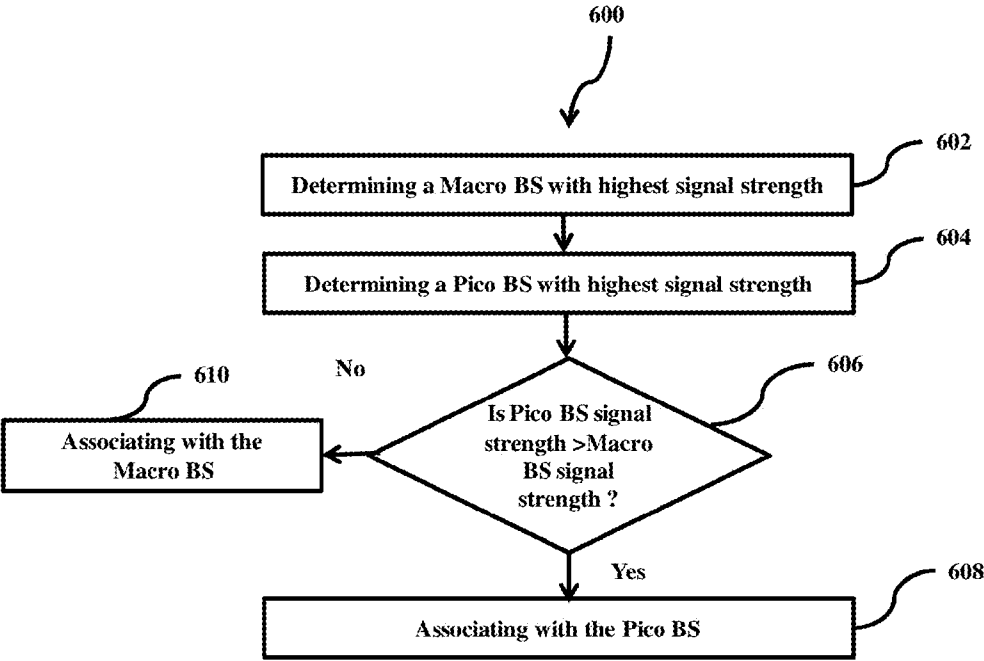 600
602
Determining a Macro BS with highest signal strength
604
Determining a Pico BS with highest signal strength
No
606
610
Is Pico BS signal
strength >Macro
BS signal
strength ?
Associating with the
Macro BS
Yes
608
Associating with the Pico BS